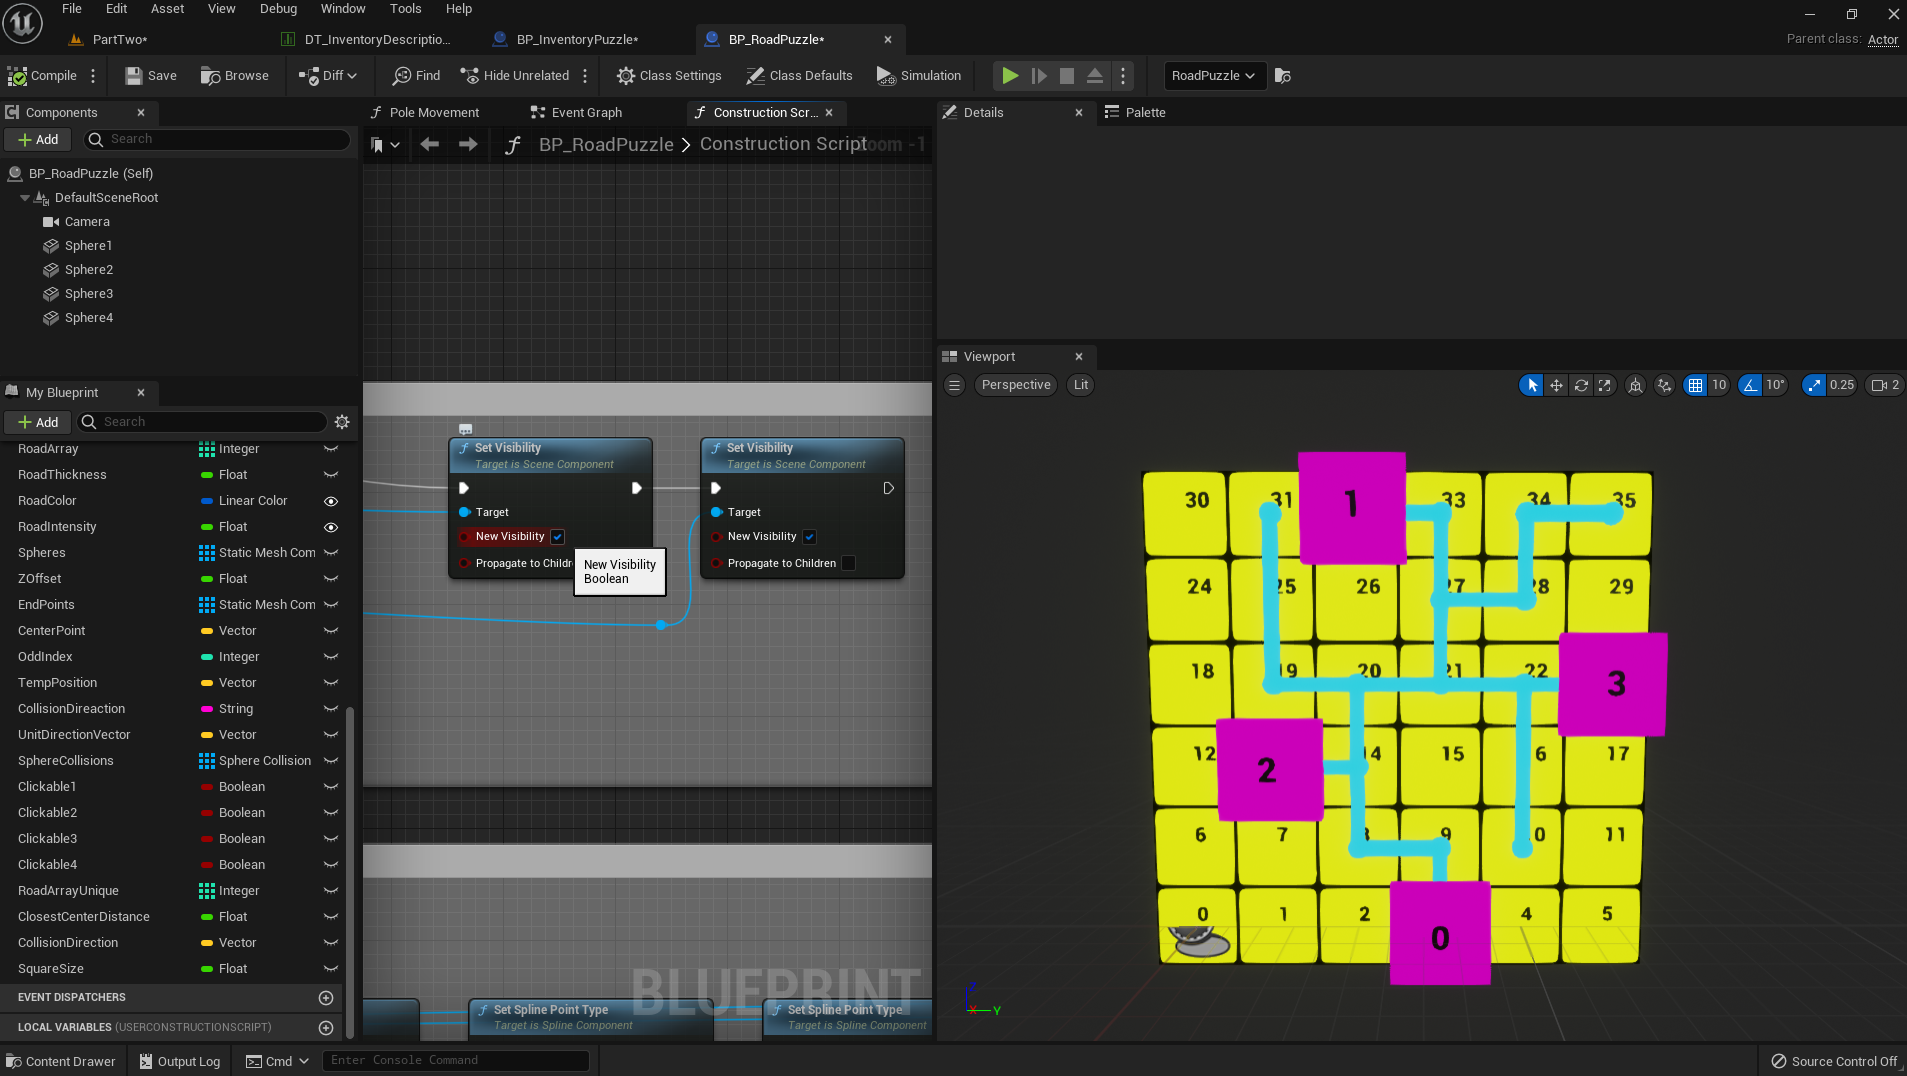 File Edit Asset View Debug Window Tools Help
PartTwo* DT_InventoryDescriptio... BP_InventoryPuzzle* BP_RoadPuzzle*
Parent class: Actor
Compile Save Browse Diff Find Hide Unrelated Class Settings Class Defaults Simulation RoadPuzzle
Components
Add Search
BP_RoadPuzzle (Self)
DefaultSceneRoot
Camera
Sphere1
Sphere2
Sphere3
Sphere4
My Blueprint
Add Search
RoadArray Integer
RoadThickness Float
RoadColor Linear Color
RoadIntensity Float
Spheres Static Mesh Com
ZOffset Float
EndPoints Static Mesh Com
CenterPoint Vector
OddIndex Integer
TempPosition Vector
CollisionDireaction String
UnitDirectionVector Vector
SphereCollisions Sphere Collision
Clickable1 Boolean
Clickable2 Boolean
Clickable3 Boolean
Clickable4 Boolean
RoadArrayUnique Integer
ClosestCenterDistance Float
CollisionDirection Vector
SquareSize Float
EVENT DISPATCHERS
LOCAL VARIABLES (USERCONSTRUCTIONSCRIPT)
Pole Movement Event Graph Construction Scr...
BP_RoadPuzzle > Construction Script Zoom -1
Set Visibility
Target is Scene Component
Target
New Visibility
Propagate to Childre
New Visibility
Boolean
Set Visibility
Target is Scene Component
Target
New Visibility
Propagate to Children
BLUEPRINT
Set Spline Point Type
Target is Spline Component
Set Spline Point Type
Target is Spline Component
Details Palette
Viewport
Perspective Lit 10 10° 0.25 2
30 31 1 33 34 35
24 25 26 27 28 29
18 19 20 21 22 3
12 2 14 15 16 17
6 7 8 9 10 11
0 1 2 0 4 5
Z
X Y
Content Drawer Output Log Cmd Enter Console Command Source Control Off